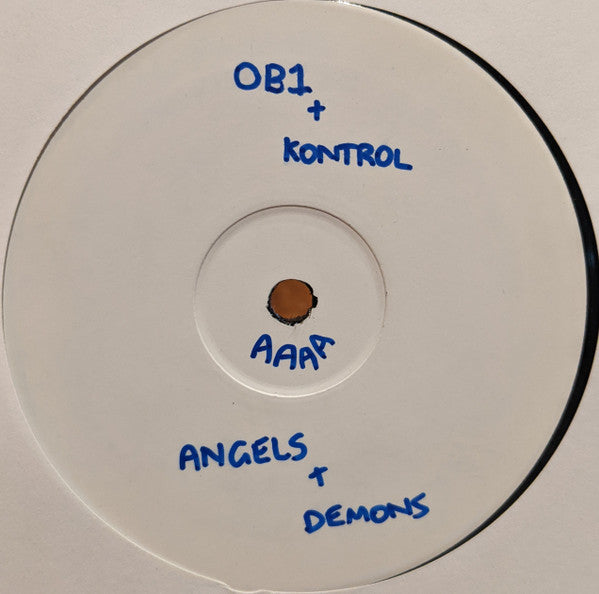 OB1
+
KONTROL
AAAA
ANGELS
+
DEMONS